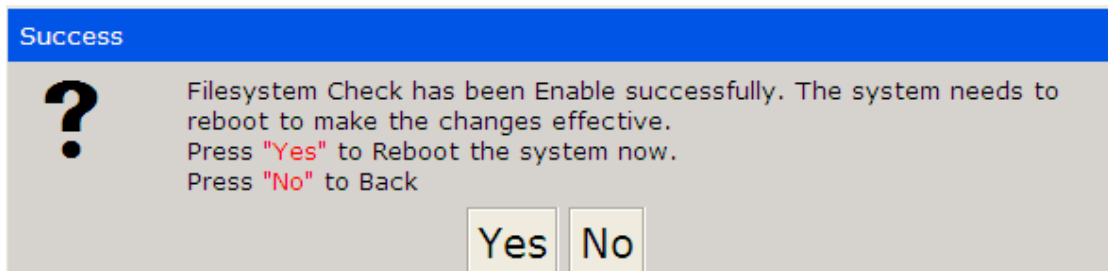 Success
Filesystem Check has been Enable successfully. The system needs to
reboot to make the changes effective.
Press "Yes" to Reboot the system now.
Press "No" to Back
Yes No